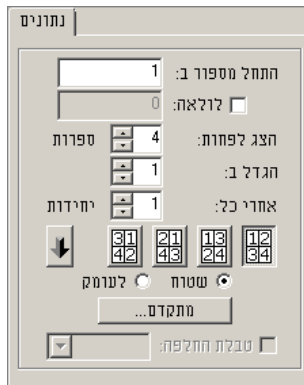 נתונים
התחל מספור ב: 1
לולאה: 0
הצג לפחות: 4 ספרות
הגדל ב: 1
אחרי כל: 1 יחידות
12 13 21 31
34 24 43 42
שטוח לעומק
מתקדם...
טבלת החלפה: